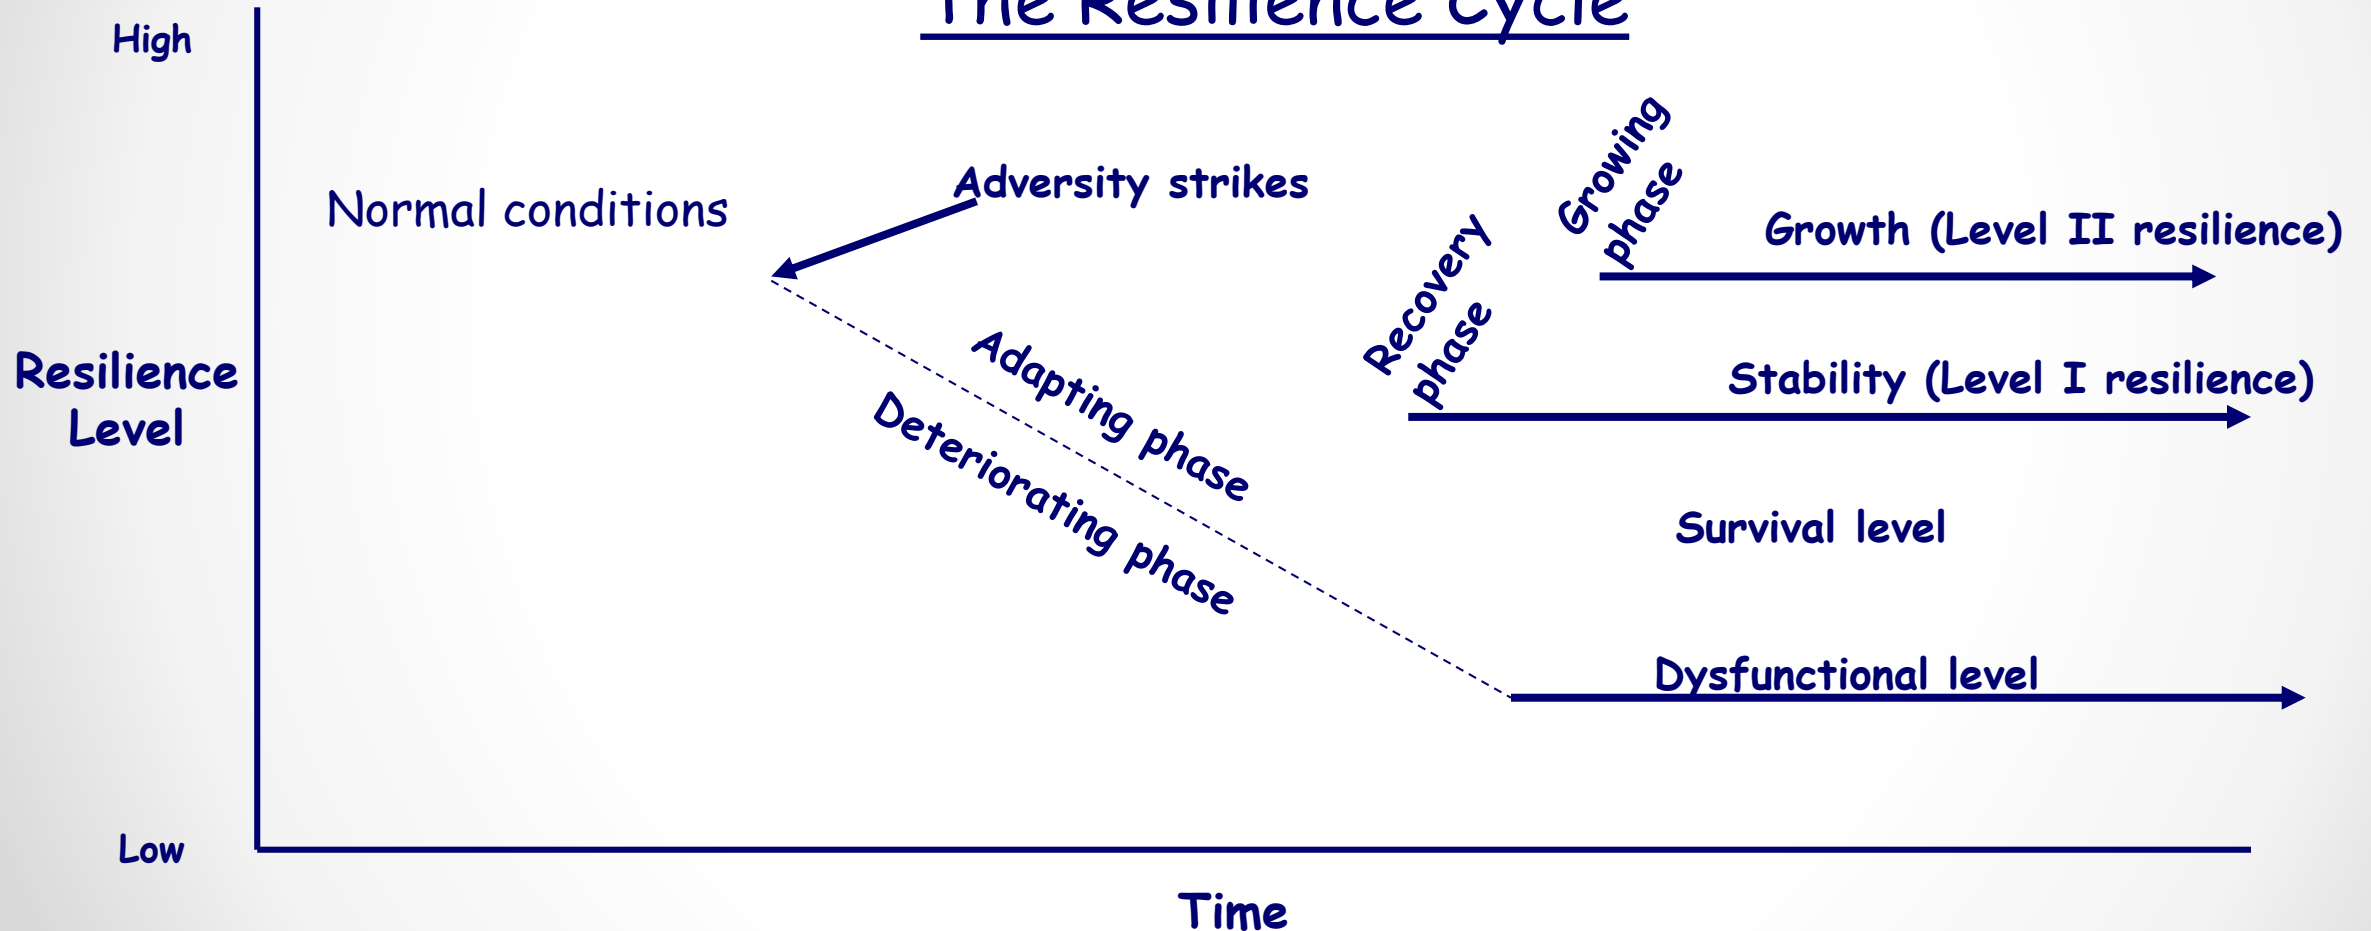 The Resilience Cycle
High
Normal conditions
Adversity strikes
Growing
phase
Growth (Level II resilience)
Recovery
phase
Resilience
Level
Stability (Level I resilience)
Adapting phase
Deteriorating phase
Survival level
Dysfunctional level
Low
Time